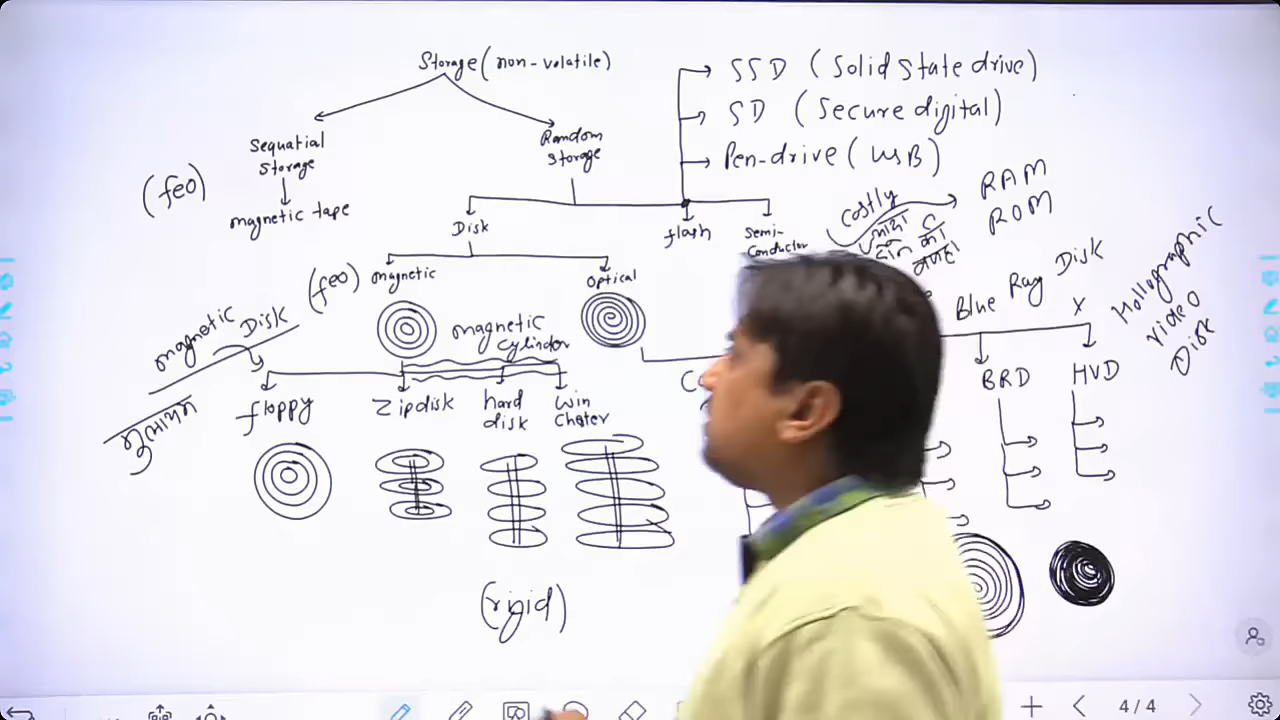 Storage (non-volatile)
Sequatial
Storage
magnetic tape
(feo)
Random
Storage
SSD (Solid State drive)
SD (Secure digital)
Pen-drive (USB)
Disk
flash
Semi-
Conductor
Costly
RAM
ROM
magnetic
(feo)
Optical
magnetic Disk
magnetic
cylindor
floppy
Zipdisk
hard
disk
Win
Chater
(rigid)
Blue Ray Disk
X
BRD
HVD
Hollographic
Video
Disk
4/4